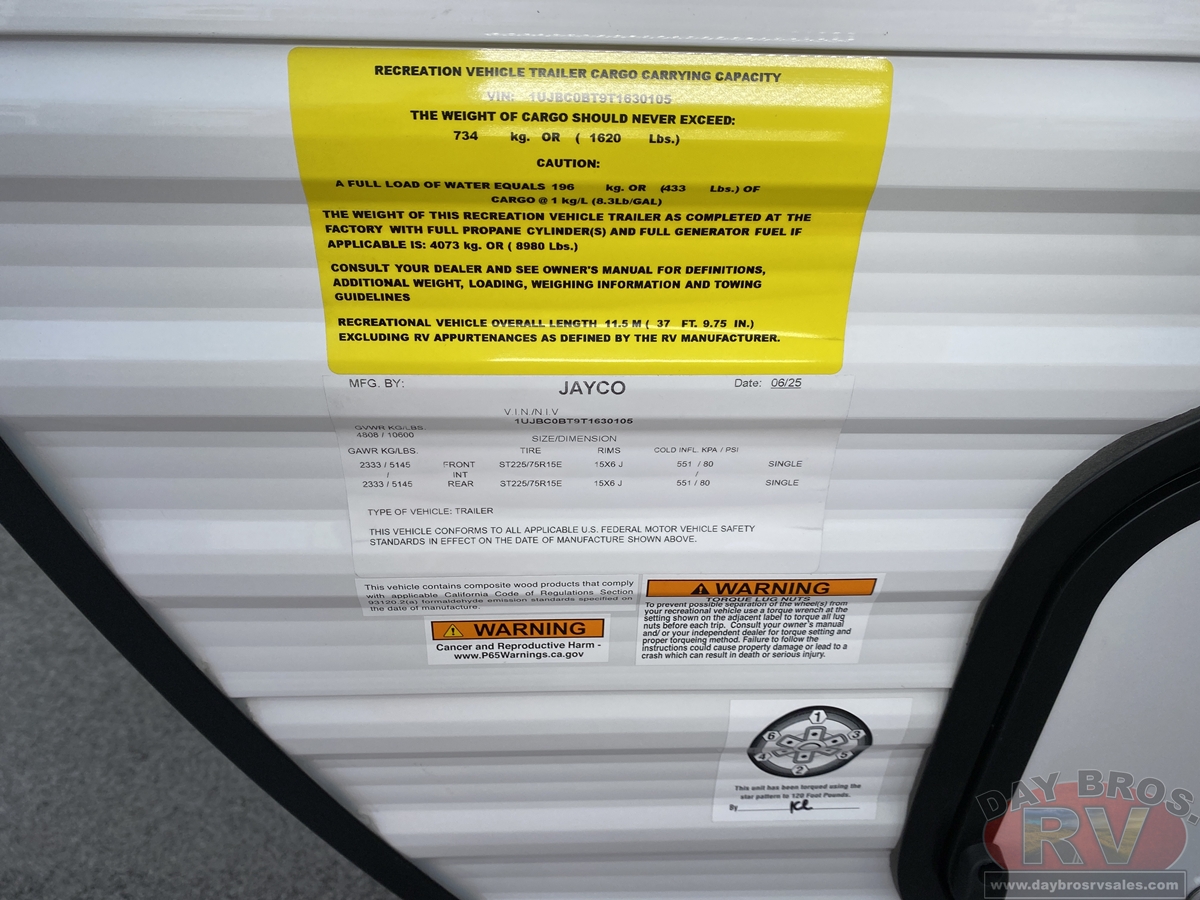 RECREATION VEHICLE TRAILER CARGO CARRYING CAPACITY
VIN: 1UJBC0BT9T1630105
THE WEIGHT OF CARGO SHOULD NEVER EXCEED:
734 kg. OR ( 1620 Lbs.)
CAUTION:
A FULL LOAD OF WATER EQUALS 196 kg. OR (433 Lbs.) OF
CARGO @ 1 kg/L (8.3Lb/GAL)
THE WEIGHT OF THIS RECREATION VEHICLE TRAILER AS COMPLETED AT THE
FACTORY WITH FULL PROPANE CYLINDER(S) AND FULL GENERATOR FUEL IF
APPLICABLE IS: 4073 kg. OR ( 8980 Lbs.)
CONSULT YOUR DEALER AND SEE OWNER'S MANUAL FOR DEFINITIONS,
ADDITIONAL WEIGHT, LOADING, WEIGHING INFORMATION AND TOWING
GUIDELINES
RECREATIONAL VEHICLE OVERALL LENGTH 11.5 M ( 37 FT. 9.75 IN.)
EXCLUDING RV APPURTENANCES AS DEFINED BY THE RV MANUFACTURER.
MFG. BY: JAYCO Date: 06/25
VIN/NIV
1UJBC0BT9T1630105
GVWR KG/LBS.
4808 / 10600
SIZE/DIMENSION
GAWR KG/LBS. TIRE RIMS COLD INFL. KPA / PSI
2333 / 5145 FRONT ST225/75R15E 15X6 J 551 / 80 SINGLE
/ INT /
2333 / 5145 REAR ST225/75R15E 15X6 J 551 / 80 SINGLE
TYPE OF VEHICLE: TRAILER
THIS VEHICLE CONFORMS TO ALL APPLICABLE U.S. FEDERAL MOTOR VEHICLE SAFETY
STANDARDS IN EFFECT ON THE DATE OF MANUFACTURE SHOWN ABOVE.
This vehicle contains composite wood products that comply
with applicable California Code of Regulations Section
93120.2(a) formaldehyde emission standards specified on
the date of manufacture.
WARNING
Cancer and Reproductive Harm -
www.P65Warnings.ca.gov
WARNING
TORQUE LUG NUTS
To prevent possible separation of the wheel(s) from
your recreational vehicle use a torque wrench at the
setting shown on the adjacent label to torque all lug
nuts before each trip. Consult your owner's manual
and/ or your independent dealer for torque setting and
proper torqueing method. Failure to follow the
instructions could cause property damage or lead to a
crash which can result in death or serious injury.
1
6 3
4 5
2
This unit has been torqued using the
star pattern to 120 Foot Pounds.
By
DAY BROS.
RV
www.daybrosrvsales.com